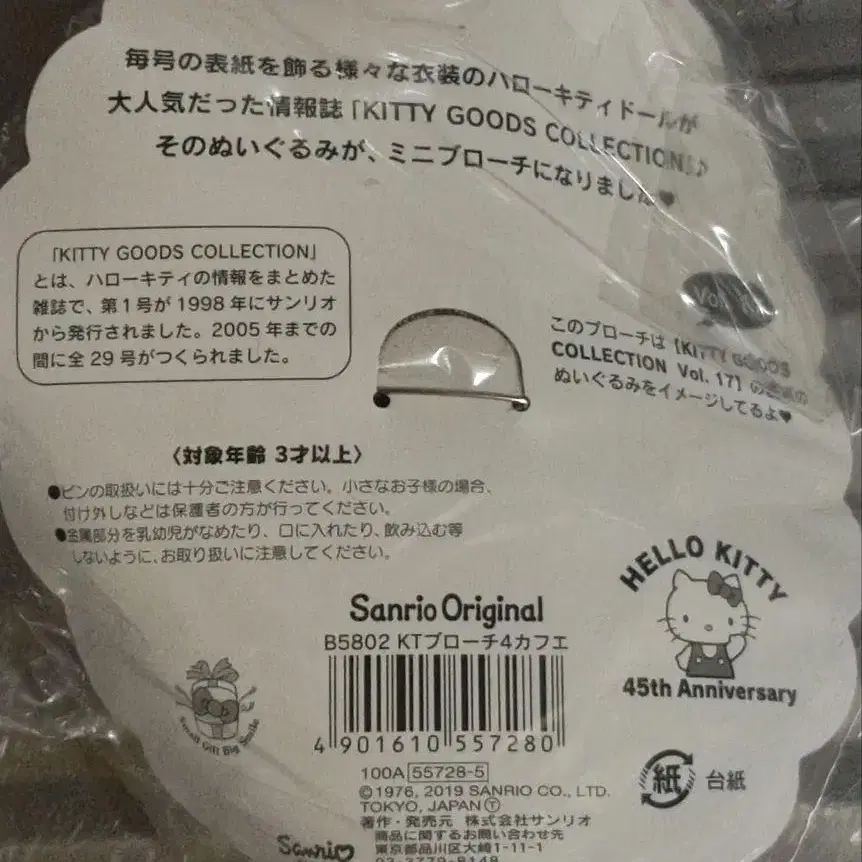 毎号の表紙を飾る様々な衣装のハローキティドールが
大人気だった情報誌「KITTY GOODS COLLECTION」♪
そのぬいぐるみが、ミニブローチになりました♥
「KITTY GOODS COLLECTION」
とは、ハローキティの情報をまとめた
雑誌で、第1号が1998年にサンリオ
から発行されました。2005年までの
間に全29号がつくられました。
Vol.
このブローチは【KITTY GOODS
COLLECTION Vol. 17】の
ぬいぐるみをイメージしてるよ♥
〈対象年齢 3才以上〉
●ピンの取扱いには十分ご注意ください。小さなお子様の場合、
付け外しなどは保護者の方が行ってください。
●金属部分を乳幼児がなめたり、口に入れたり、飲み込む等
しないように、お取り扱いに注意してください。
HELLO KITTY
45th Anniversary
Sanrio Original
B5802 KTブローチ4カフェ
4 901610 557280
Small Gift Big Smile
100A 55728-5
©1976, 2019 SANRIO CO., LTD.
TOKYO, JAPAN Ⓣ
著作・発売元 株式会社サンリオ
商品に関するお問い合わせ先
東京都品川区大崎1-11-1
03-3779-8148
Sanrio
紙 台紙